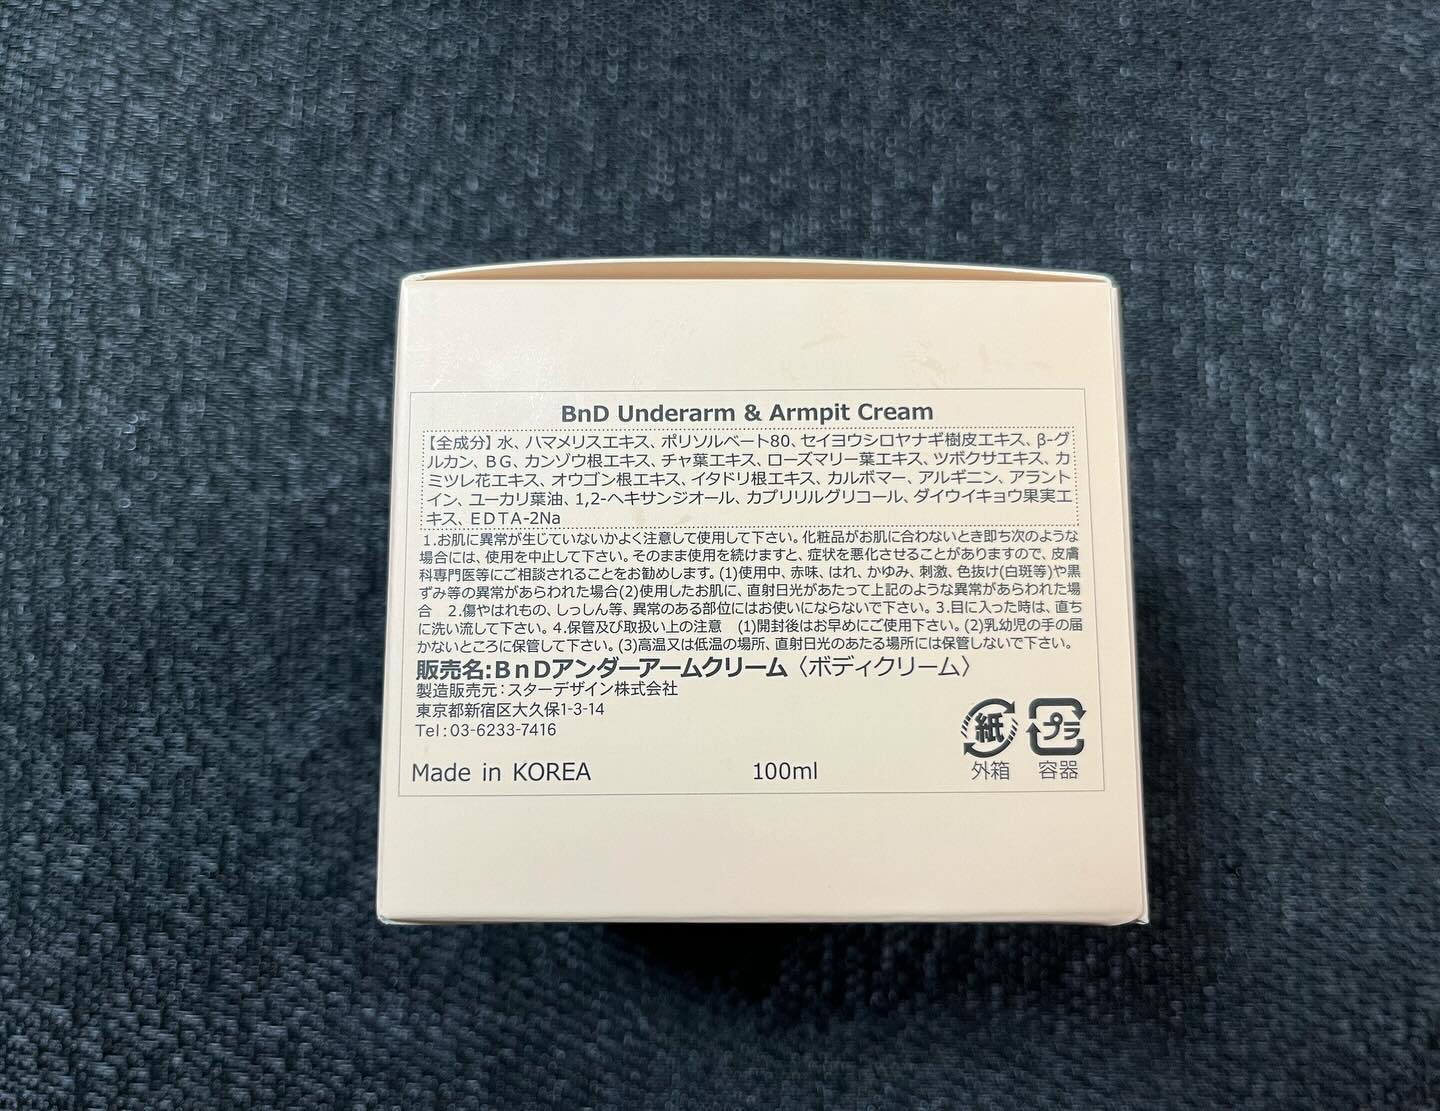 BnD Underarm & Armpit Cream
【全成分】水、ハマメリスエキス、ポリソルベート80、セイヨウシロヤナギ樹皮エキス、β-グ
ルカン、BG、カンゾウ根エキス、チャ葉エキス、ローズマリー葉エキス、ツボクサエキス、カ
ミツレ花エキス、オウゴン根エキス、イタドリ根エキス、カルボマー、アルギニン、アラント
イン、ユーカリ葉油、1,2-ヘキサンジオール、カプリリルグリコール、ダイウイキョウ果実エ
キス、EDTA-2Na
1.お肌に異常が生じていないかよく注意して使用して下さい。化粧品がお肌に合わないとき即ち次のような
場合には、使用を中止して下さい。そのまま使用を続けますと、症状を悪化させることがありますので、皮膚
科専門医等にご相談されることをお勧めします。(1)使用中、赤味、はれ、かゆみ、刺激、色抜け(白斑等)や黒
ずみ等の異常があらわれた場合(2)使用したお肌に、直射日光があたって上記のような異常があらわれた場
合 2.傷やはれもの、しっしん等、異常のある部位にはお使いにならないで下さい。3.目に入った時は、直ち
に洗い流して下さい。4.保管及び取扱い上の注意 (1)開封後はお早めにご使用下さい。(2)乳幼児の手の届
かないところに保管して下さい。(3)高温又は低温の場所、直射日光のあたる場所には保管しないで下さい。
販売名:BnDアンダーアームクリーム〈ボディクリーム〉
製造販売元:スターデザイン株式会社
東京都新宿区大久保1-3-14
Tel:03-6233-7416
紙 プラ
外箱 容器
Made in KOREA 100ml